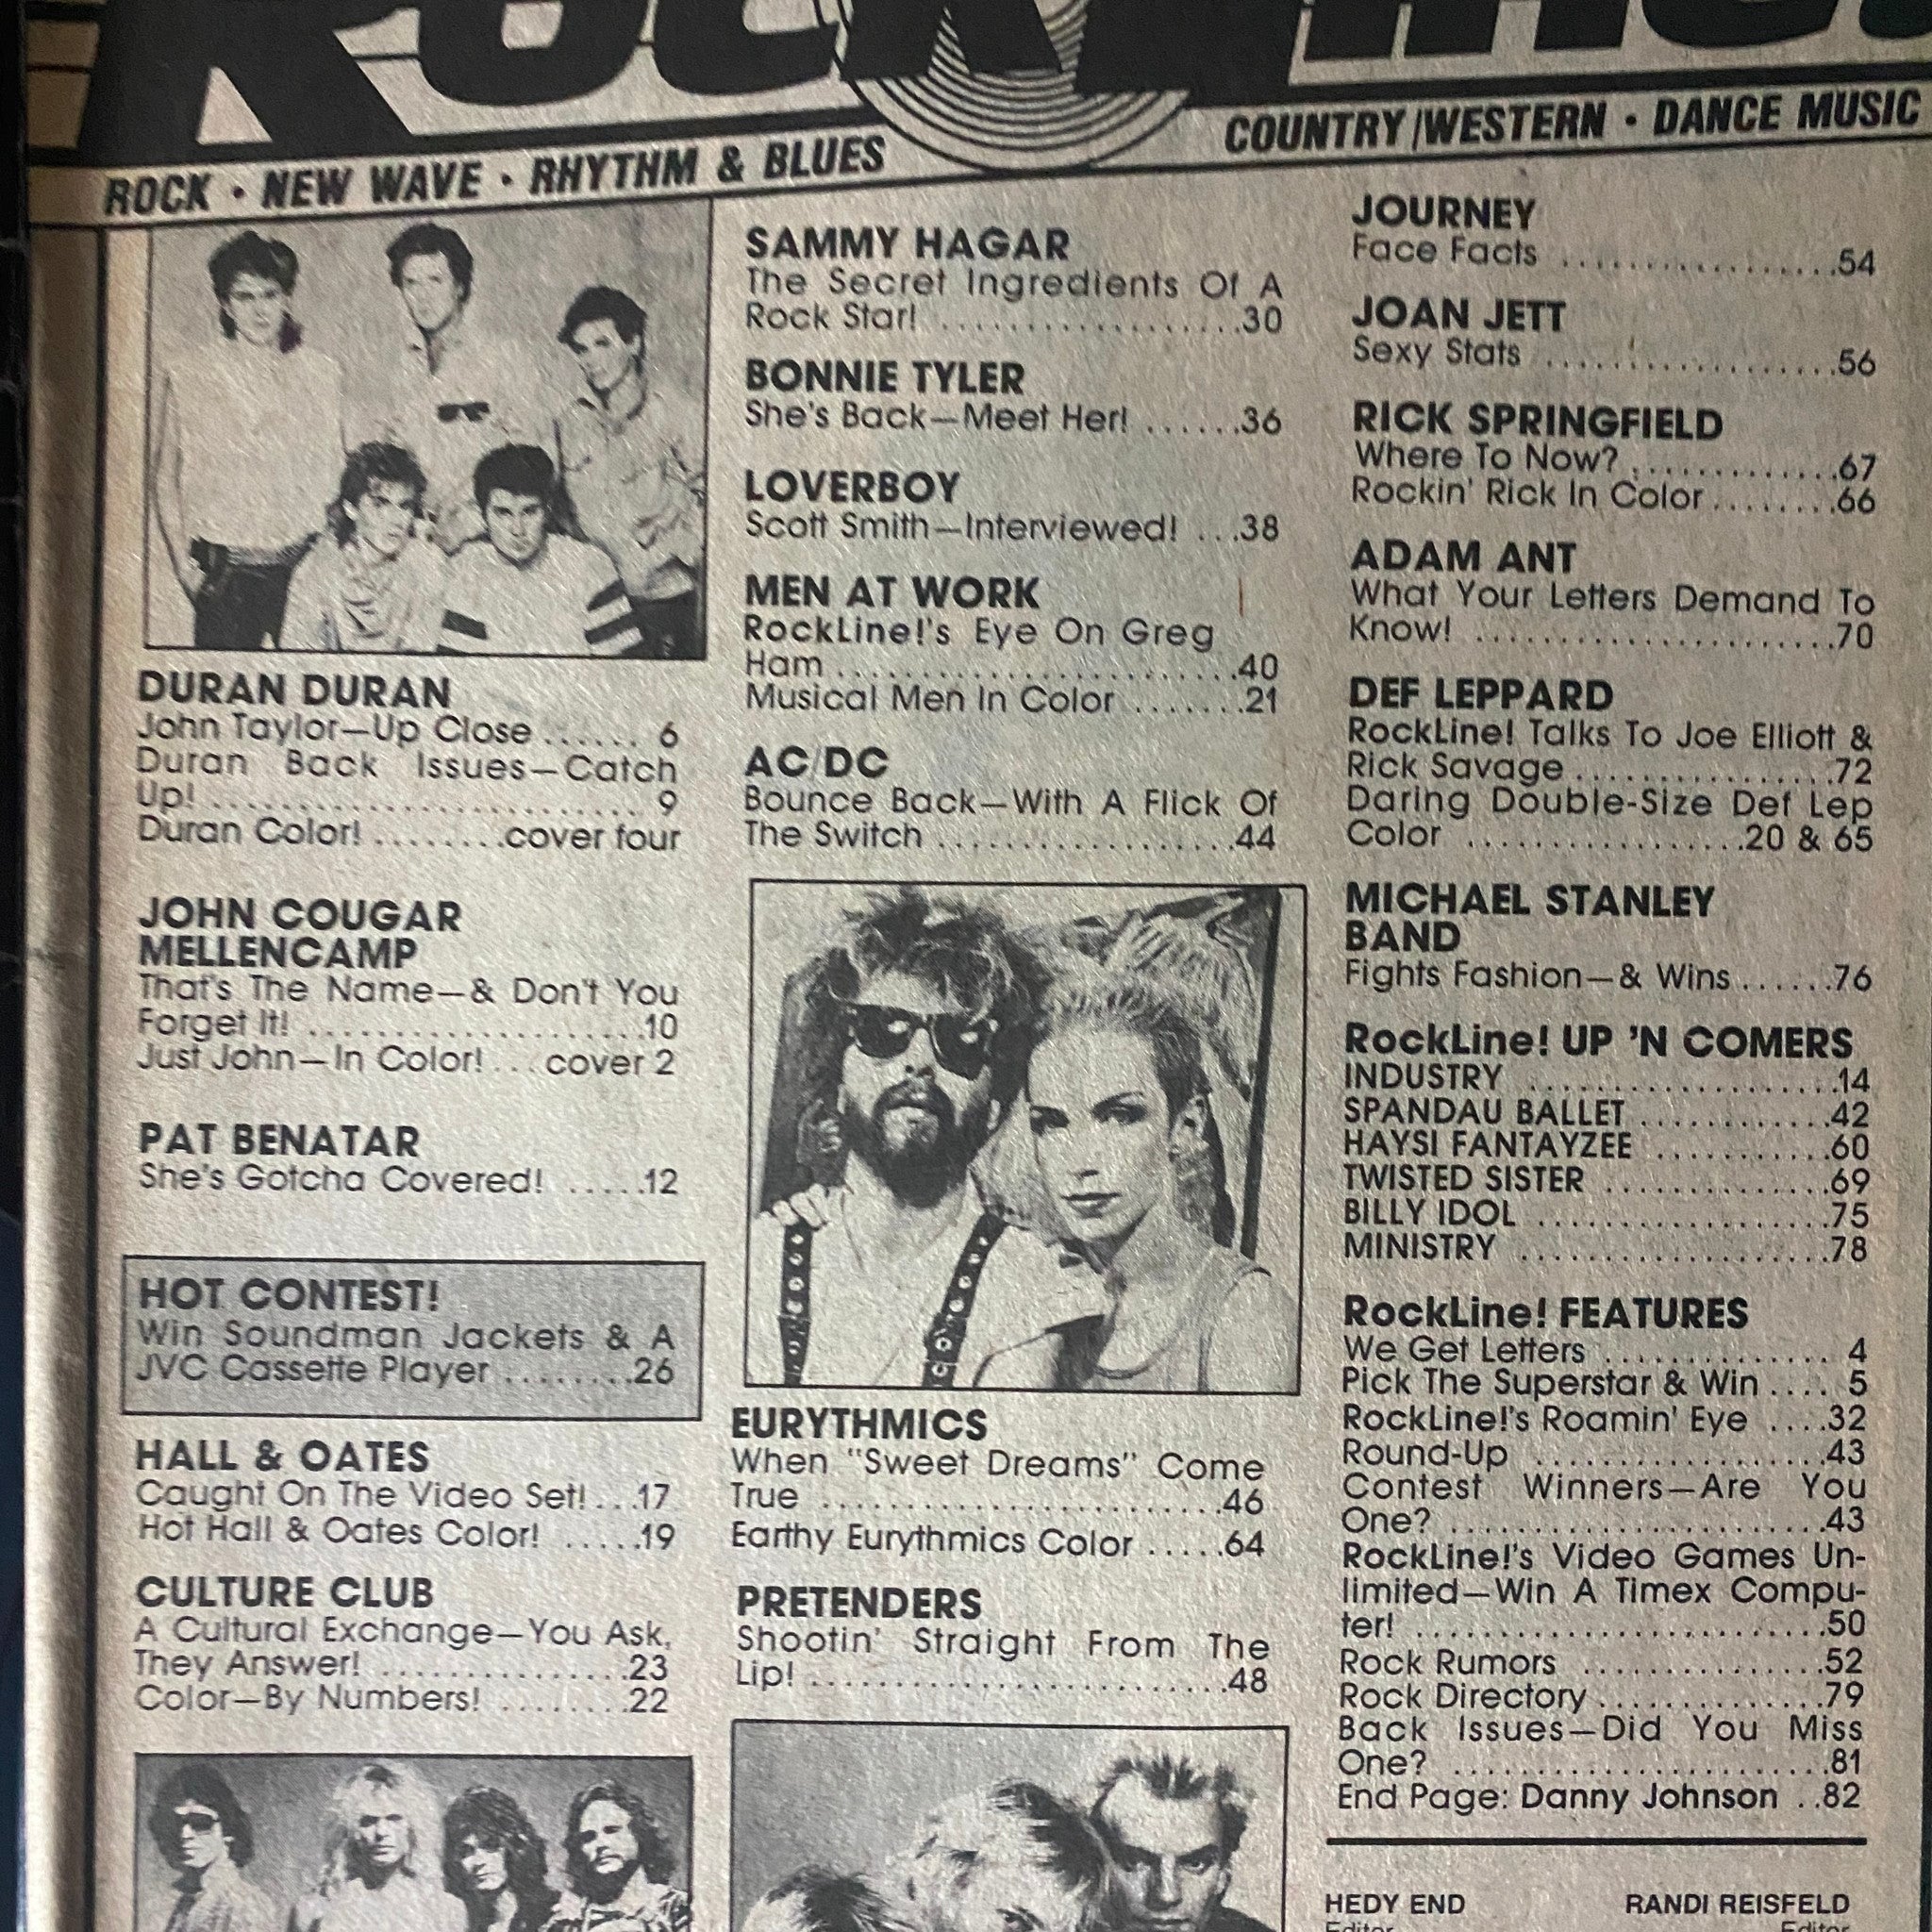 ROCKLINE!
ROCK • NEW WAVE • RHYTHM & BLUES
COUNTRY/WESTERN • DANCE MUSIC
DURAN DURAN
John Taylor—Up Close ...... 6
Duran Back Issues—Catch
Up! .......................... 9
Duran Color! ........cover four
JOHN COUGAR
MELLENCAMP
That's The Name—& Don't You
Forget It! ....................10
Just John—In Color! ... cover 2
PAT BENATAR
She's Gotcha Covered! .....12
HOT CONTEST!
Win Soundman Jackets & A
JVC Cassette Player ........26
HALL & OATES
Caught On The Video Set! ...17
Hot Hall & Oates Color! .....19
CULTURE CLUB
A Cultural Exchange—You Ask,
They Answer! ...............23
Color—By Numbers! ........22
SAMMY HAGAR
The Secret Ingredients Of A
Rock Star! ..................30
BONNIE TYLER
She's Back—Meet Her! ......36
LOVERBOY
Scott Smith—Interviewed! ...38
MEN AT WORK
RockLine!'s Eye On Greg
Ham ........................40
Musical Men In Color .......21
AC/DC
Bounce Back—With A Flick Of
The Switch ..................44
EURYTHMICS
When "Sweet Dreams" Come
True ........................46
Earthy Eurythmics Color .....64
PRETENDERS
Shootin' Straight From The
Lip! .........................48
JOURNEY
Face Facts .................54
JOAN JETT
Sexy Stats ..................56
RICK SPRINGFIELD
Where To Now? .............67
Rockin' Rick In Color ........66
ADAM ANT
What Your Letters Demand To
Know! ......................70
DEF LEPPARD
RockLine! Talks To Joe Elliott &
Rick Savage ................72
Daring Double-Size Def Lep
Color .................20 & 65
MICHAEL STANLEY
BAND
Fights Fashion—& Wins ......76
RockLine! UP 'N COMERS
INDUSTRY ...................14
SPANDAU BALLET ............42
HAYSI FANTAYZEE ...........60
TWISTED SISTER ..............69
BILLY IDOL ..................75
MINISTRY ...................78
RockLine! FEATURES
We Get Letters .............. 4
Pick The Superstar & Win .... 5
RockLine!'s Roamin' Eye ....32
Round-Up ..................43
Contest Winners—Are You
One? .......................43
RockLine!'s Video Games Un-
limited—Win A Timex Compu-
ter! .........................50
Rock Rumors ...............52
Rock Directory ..............79
Back Issues—Did You Miss
One? .......................81
End Page: Danny Johnson ..82
HEDY END RANDI REISFELD
Editor Editor